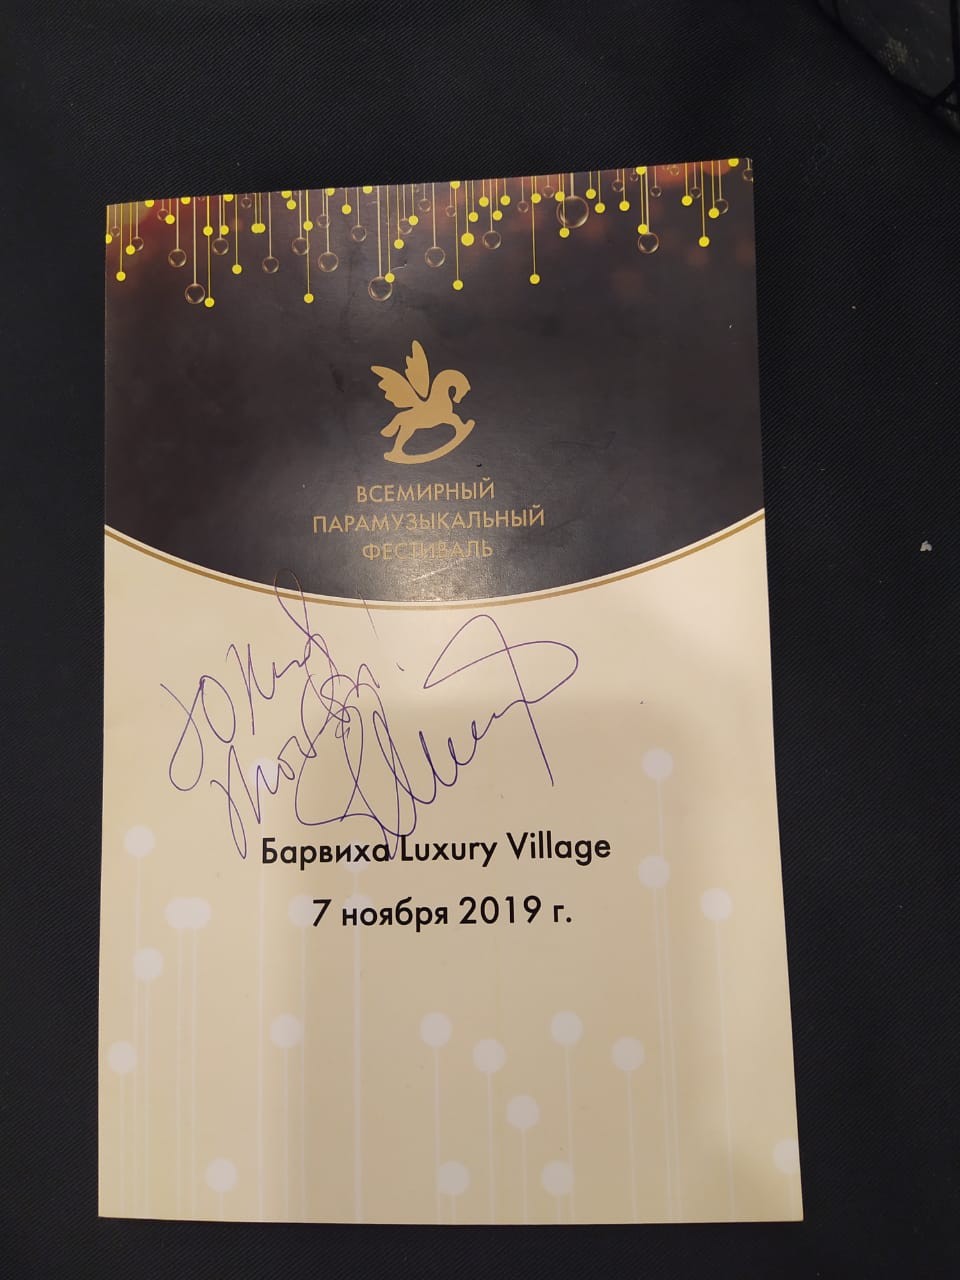 ВСЕМИРНЫЙ
ПАРАМУЗЫКАЛЬНЫЙ
ФЕСТИВАЛЬ
Барвиха Luxury Village
7 ноября 2019 г.